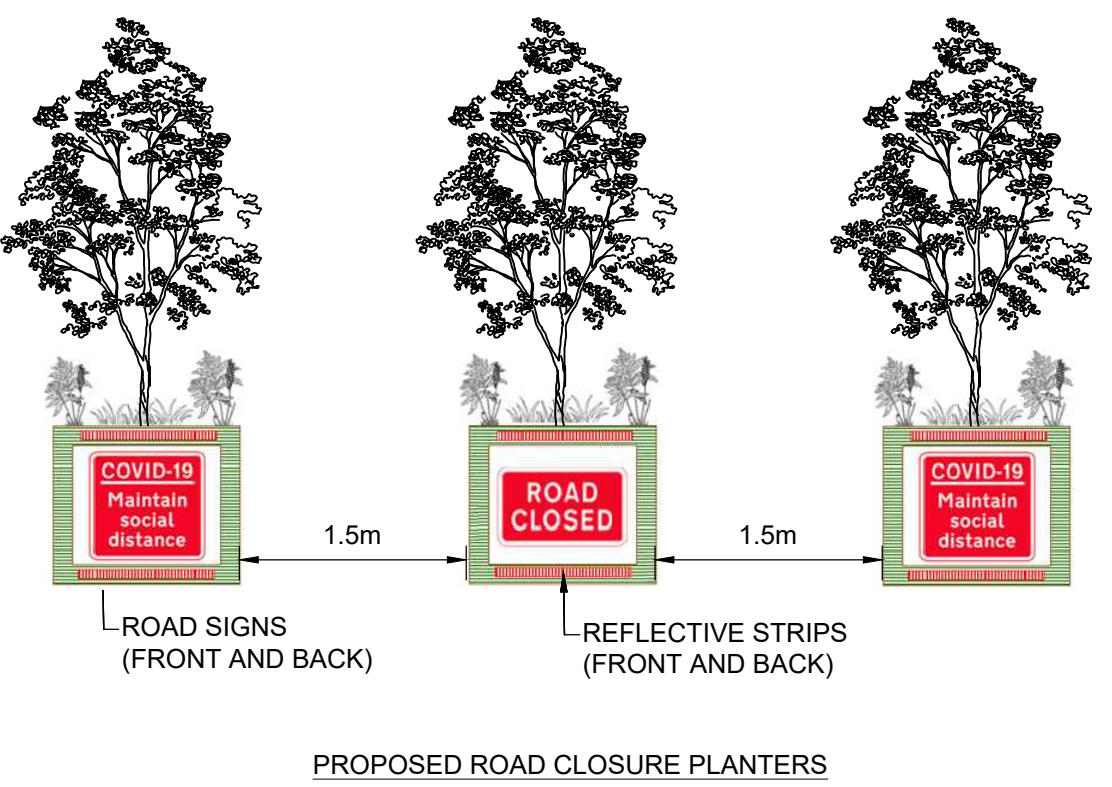 COVID-19
Maintain
social
distance
ROAD
CLOSED
COVID-19
Maintain
social
distance
1.5m
1.5m
ROAD SIGNS
(FRONT AND BACK)
REFLECTIVE STRIPS
(FRONT AND BACK)
PROPOSED ROAD CLOSURE PLANTERS